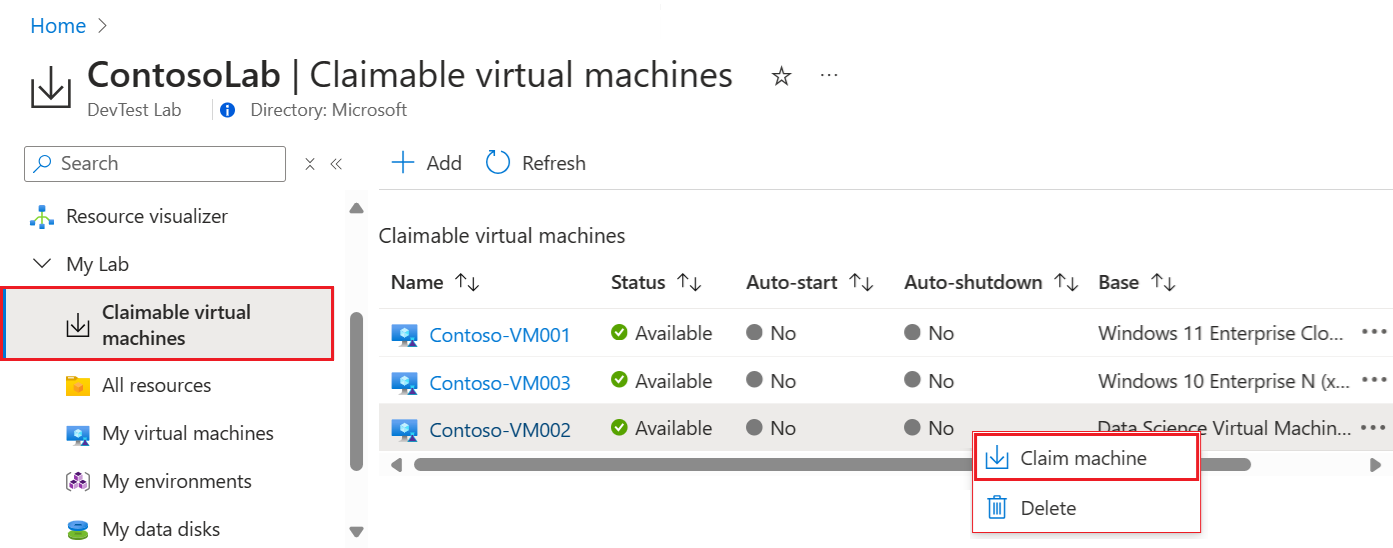 Home
ContosoLab | Claimable virtual machines
DevTest Lab
Directory: Microsoft
Search
Add
Refresh
Resource visualizer
My Lab
Claimable virtual
machines
All resources
My virtual machines
My environments
My data disks
Claimable virtual machines
Name Status Auto-start Auto-shutdown Base
Contoso-VM001 Available No No Windows 11 Enterprise Clo...
Contoso-VM003 Available No No Windows 10 Enterprise N (x...
Contoso-VM002 Available No No Data Science Virtual Machin...
Claim machine
Delete